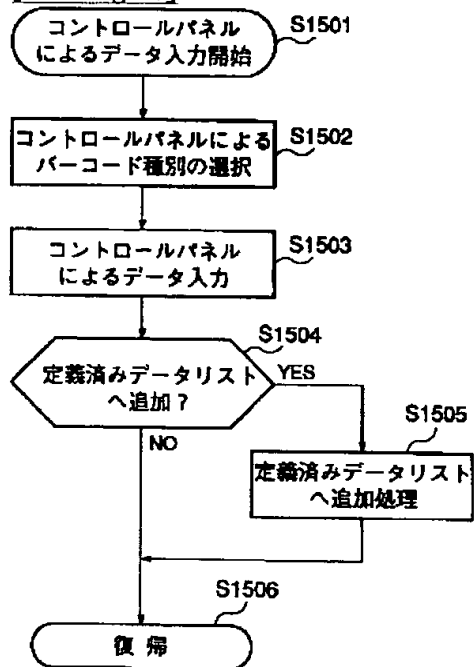 コントロールパネル
によるデータ入力開始
S1501
コントロールパネルによる
バーコード種別の選択
S1502
コントロールパネル
によるデータ入力
S1503
定義済みデータリスト
へ追加？
S1504
YES
NO
定義済みデータリスト
へ追加処理
S1505
復帰
S1506